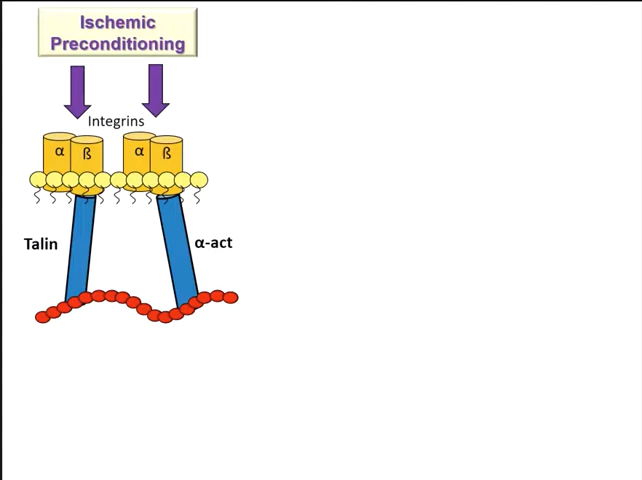 Ischemic
Preconditioning
Integrins
α ß α ß
Talin α-act